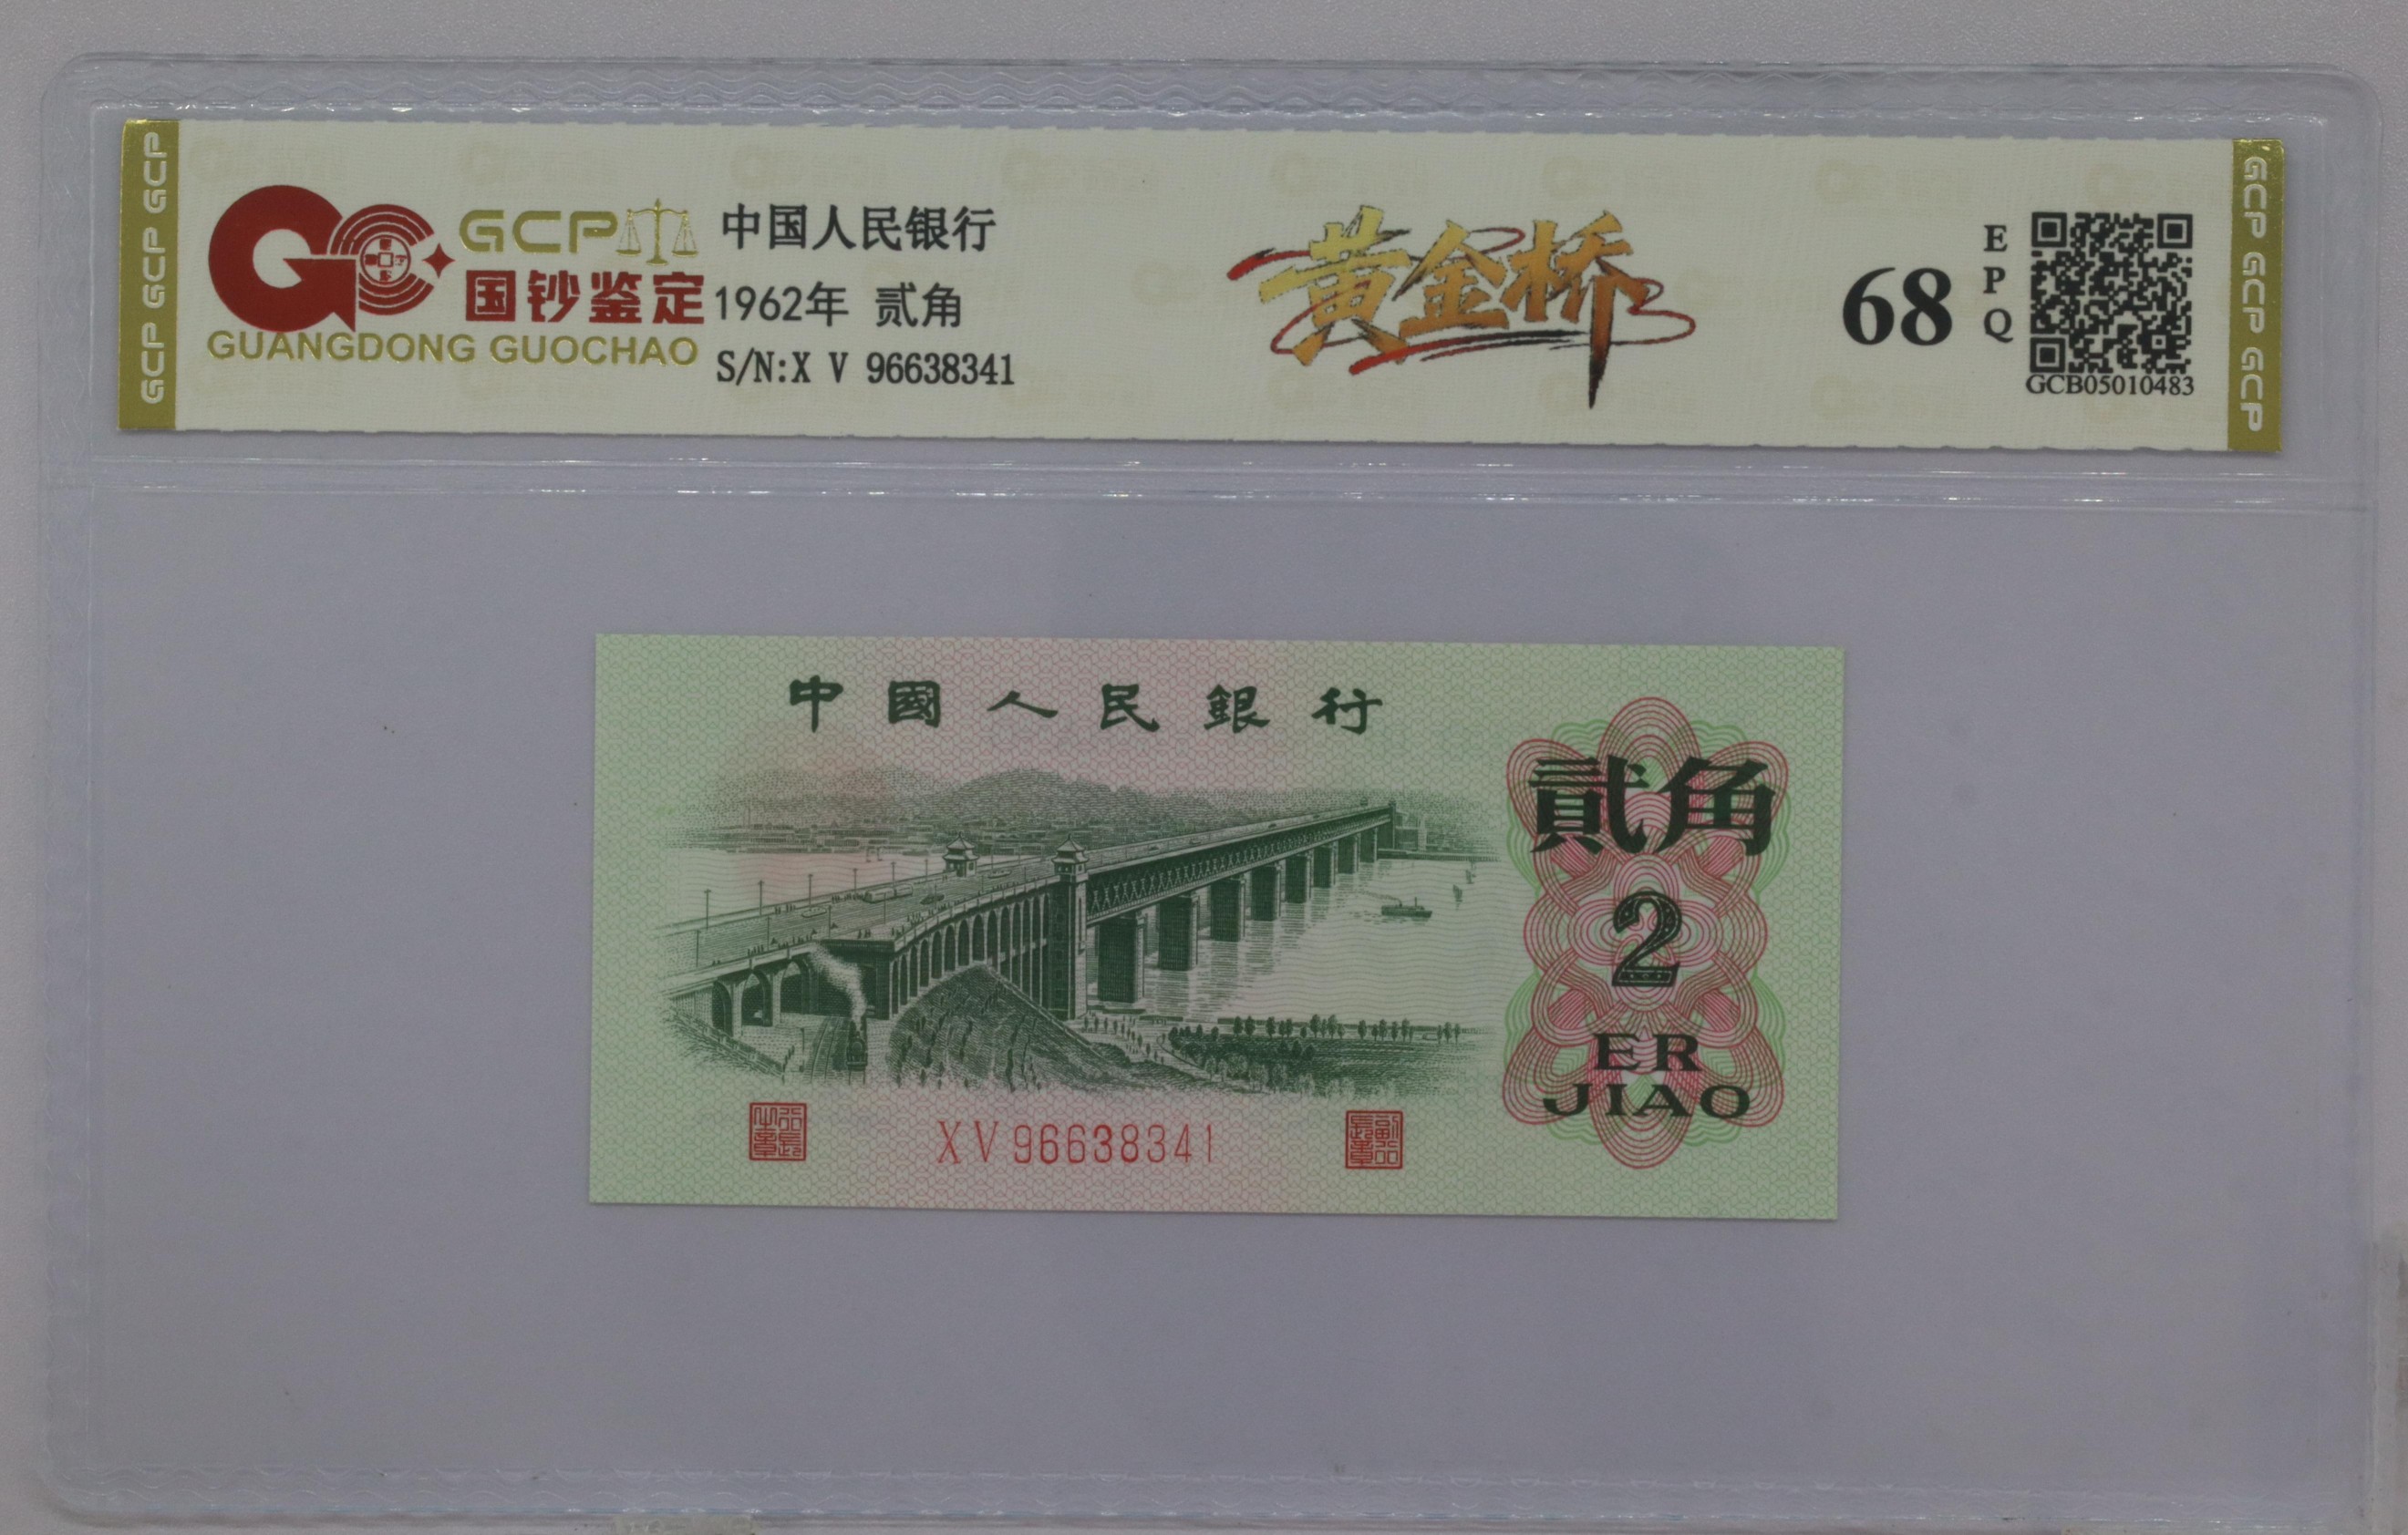 GCP GCP GCP
GCP
国钞鉴定
GUANGDONG GUOCHAO
中国人民银行
1962年 贰角
S/N:X V 96638341
黄金桥
68
EPQ
GCB05010483
GCP GCP GCP
中國人民銀行
貳角
2
ER
JIAO
XV96638341